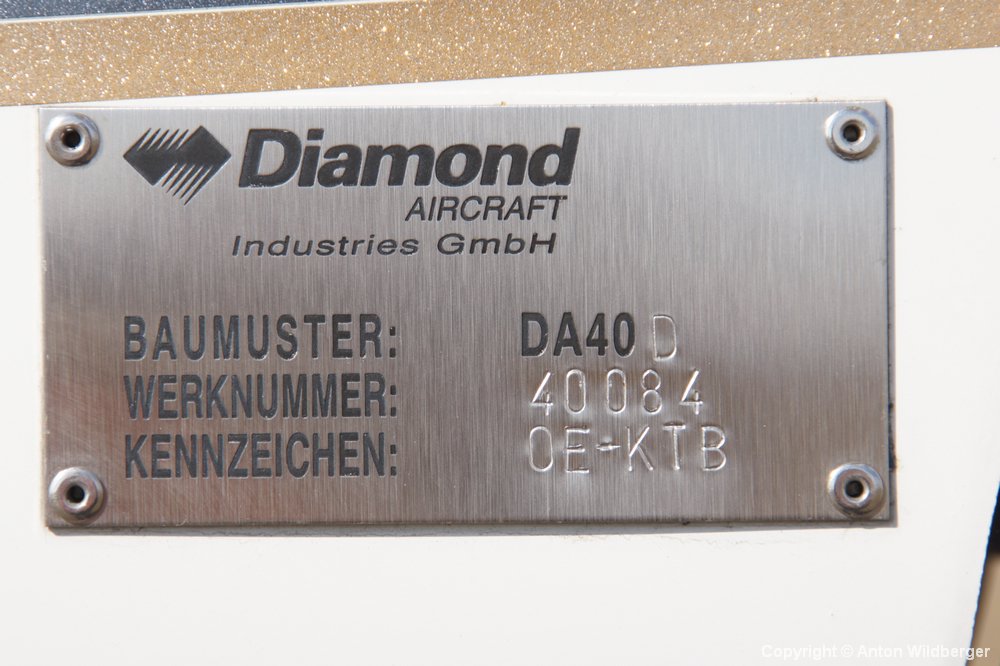 Diamond
AIRCRAFT
Industries GmbH
BAUMUSTER: DA40 D
WERKNUMMER: 40084
KENNZEICHEN: OE-KTB
Copyright © Anton Wildberger